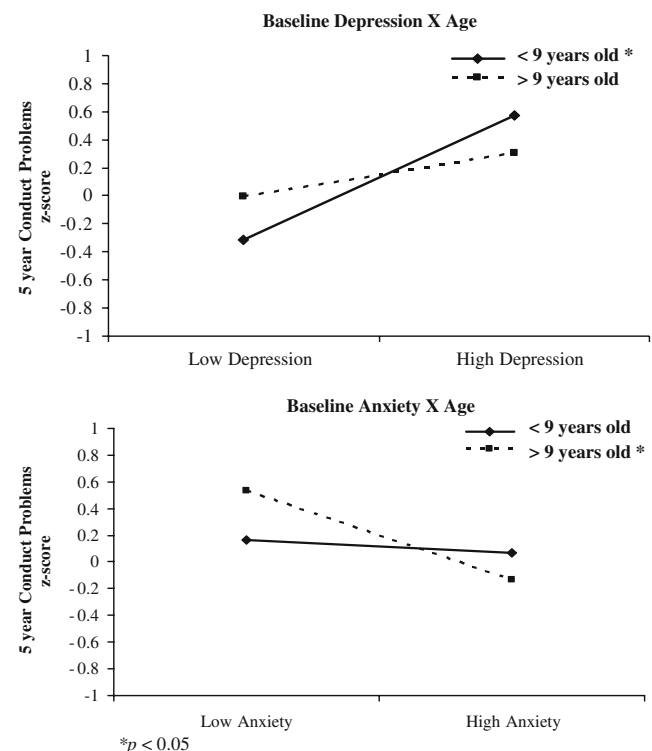 Baseline Depression X Age
< 9 years old *
> 9 years old
5 year Conduct Problems
z-score
1
0.8
0.6
0.4
0.2
0
-0.2
-0.4
-0.6
-0.8
-1
Low Depression
High Depression
Baseline Anxiety X Age
< 9 years old
> 9 years old *
5 year Conduct Problems
z-score
1
0.8
0.6
0.4
0.2
0
-0.2
-0.4
-0.6
-0.8
-1
Low Anxiety
High Anxiety
*p < 0.05